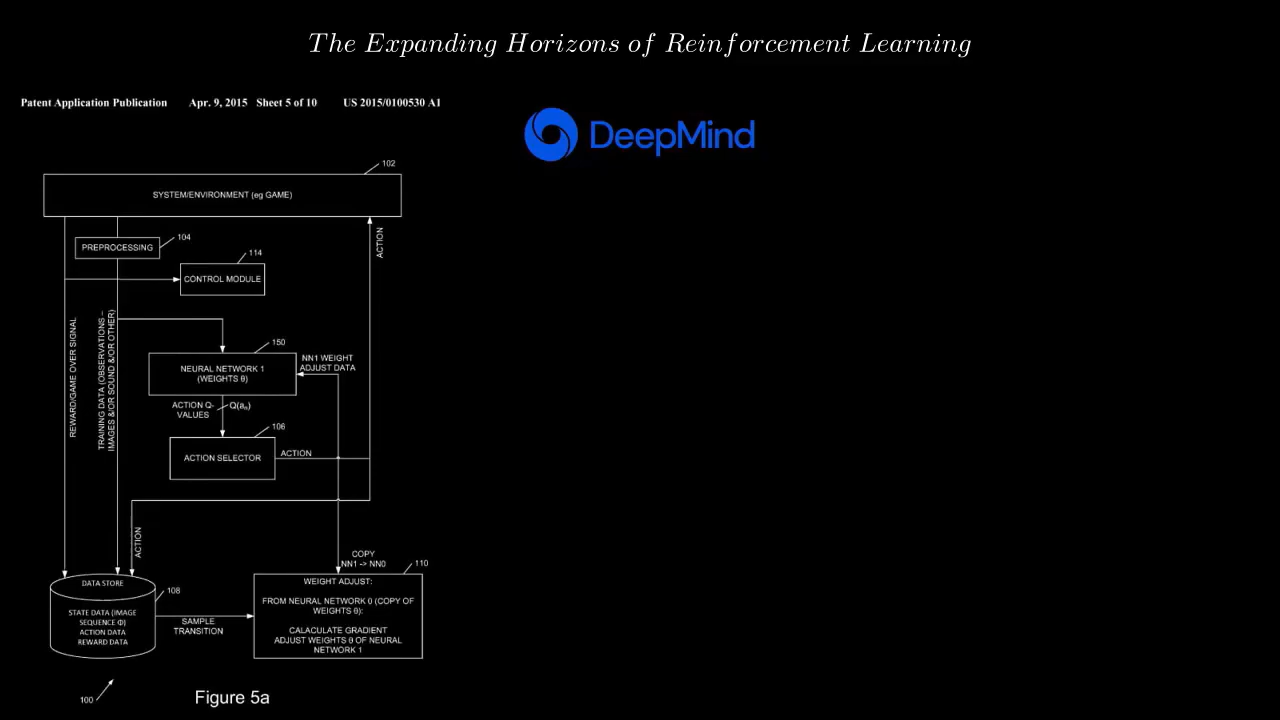 The Expanding Horizons of Reinforcement Learning
Patent Application Publication Apr. 9, 2015 Sheet 5 of 10 US 2015/0100530 A1
DeepMind
102
SYSTEM/ENVIRONMENT (eg GAME)
104
PREPROCESSING
ACTION
114
CONTROL MODULE
REWARD/GAME OVER SIGNAL
TRAINING DATA (OBSERVATIONS –
IMAGES &/OR SOUND &/OR OTHER)
150
NEURAL NETWORK 1
(WEIGHTS θ)
NN1 WEIGHT
ADJUST DATA
ACTION Q-
VALUES
Q(aₙ)
106
ACTION SELECTOR
ACTION
ACTION
COPY
NN1 -> NN0
110
DATA STORE
108
STATE DATA (IMAGE
SEQUENCE Φ)
ACTION DATA
REWARD DATA
SAMPLE
TRANSITION
WEIGHT ADJUST:
FROM NEURAL NETWORK 0 (COPY OF
WEIGHTS θ):
CALACULATE GRADIENT
ADJUST WEIGHTS θ OF NEURAL
NETWORK 1
100
Figure 5a